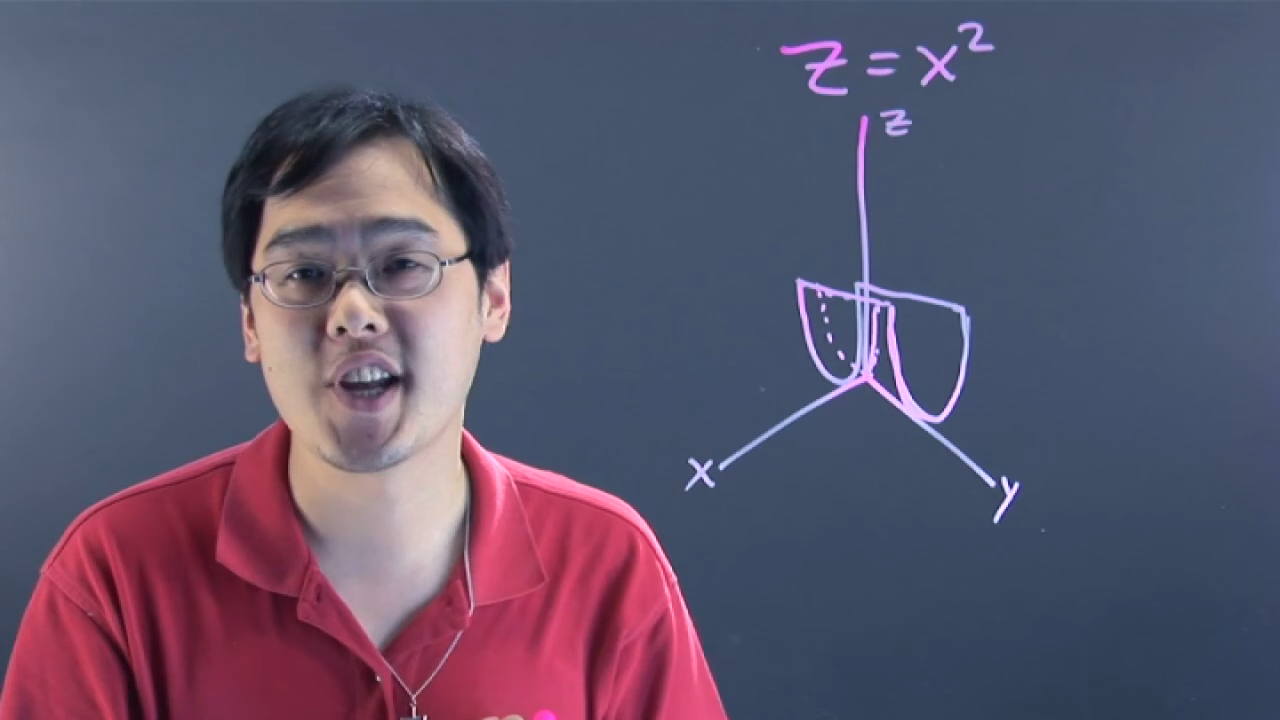 z = x²
z
x
y